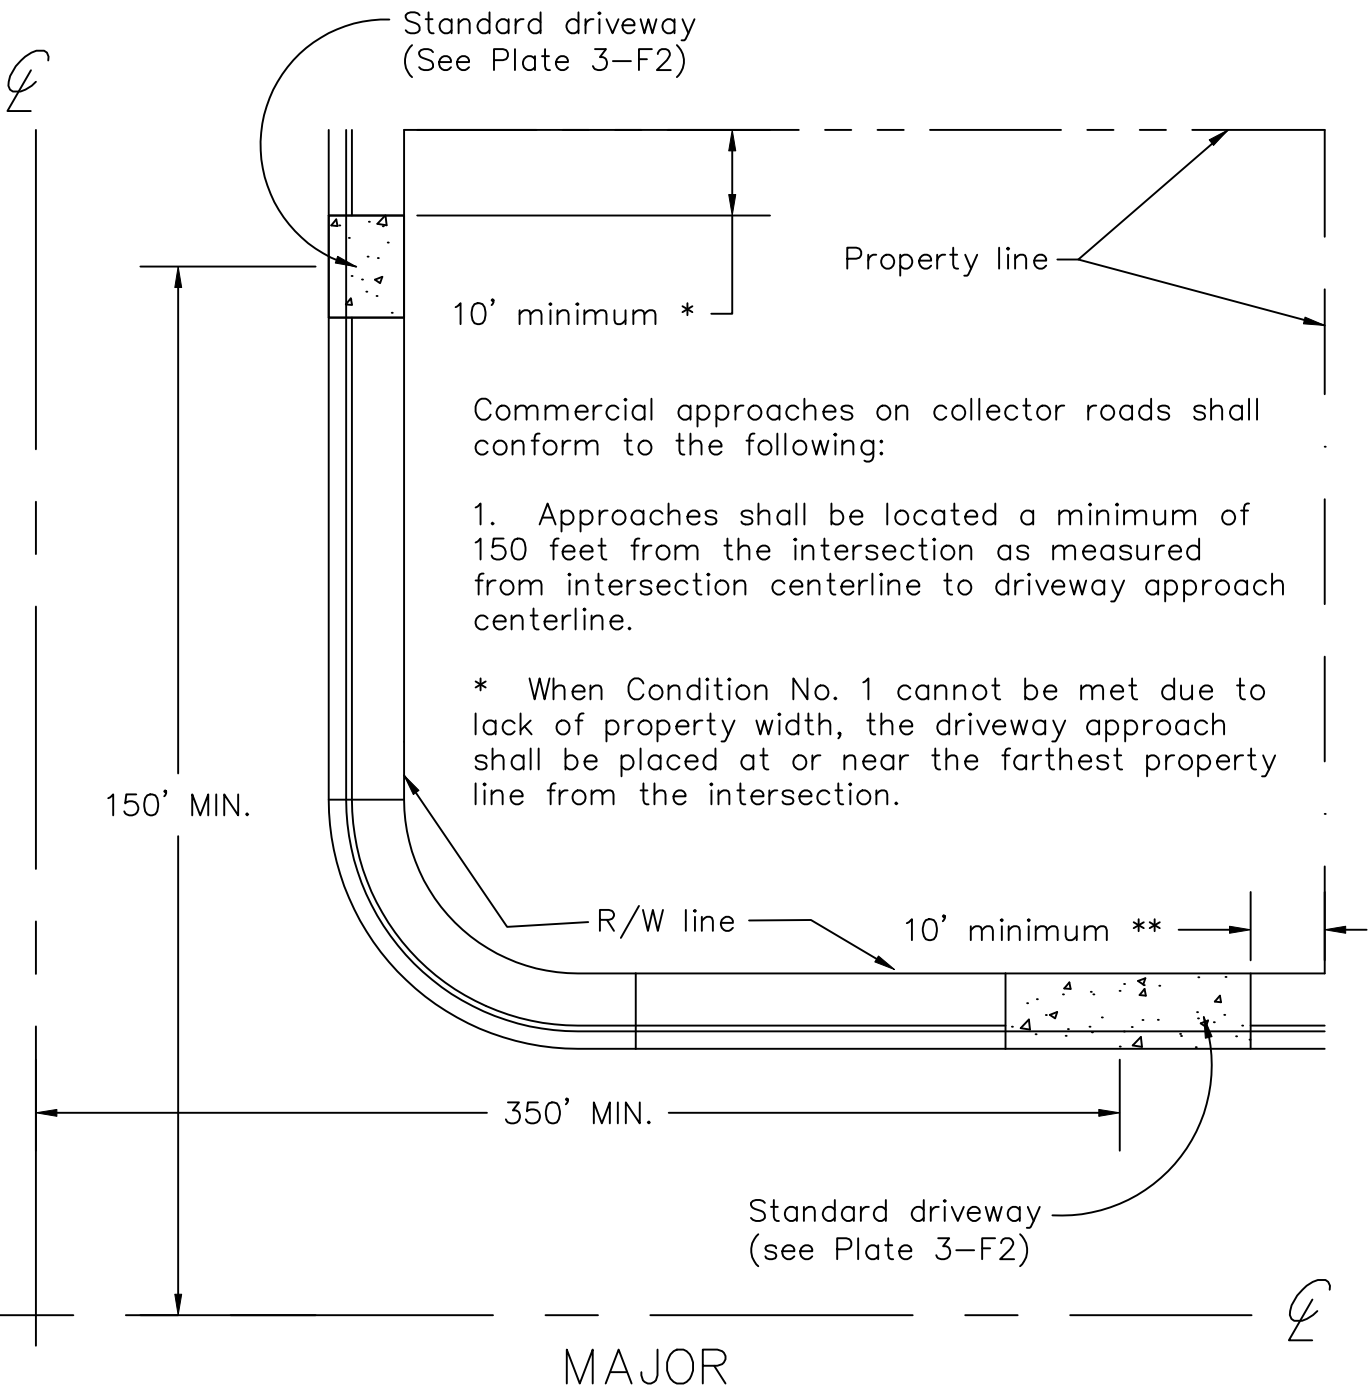 Standard driveway
(See Plate 3-F2)
℄
Property line
10' minimum *
Commercial approaches on collector roads shall
conform to the following:
1. Approaches shall be located a minimum of
150 feet from the intersection as measured
from intersection centerline to driveway approach
centerline.
* When Condition No. 1 cannot be met due to
lack of property width, the driveway approach
shall be placed at or near the farthest property
line from the intersection.
150' MIN.
R/W line
10' minimum **
350' MIN.
Standard driveway
(see Plate 3-F2)
℄
MAJOR